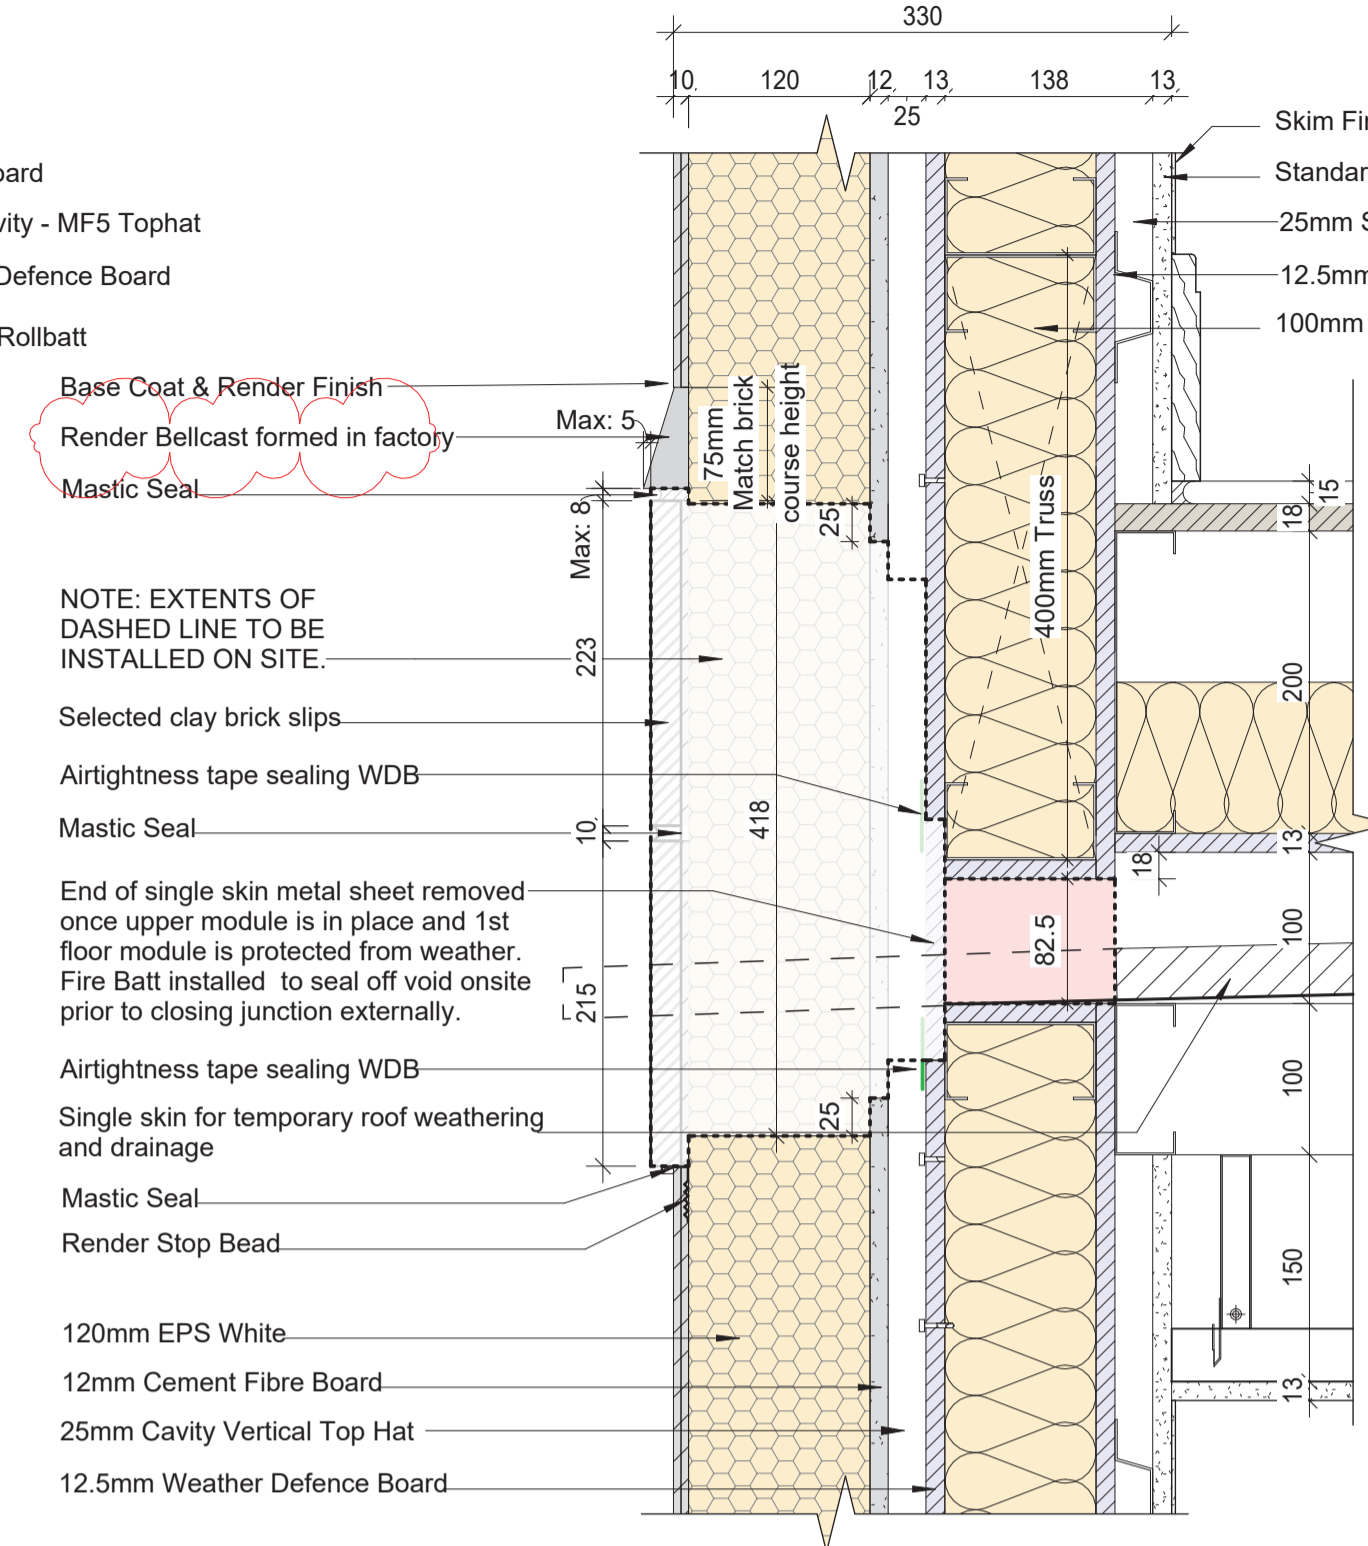 330
10
120
12
13
138
13
25
Skim Fin
Standar
25mm S
12.5mm
100mm
oard
vity - MF5 Tophat
Defence Board
Rollbatt
Base Coat & Render Finish
Render Bellcast formed in factory
Mastic Seal
Max: 5
75mm
Match brick
course height
Max: 8
25
400mm Truss
15
18
NOTE: EXTENTS OF
DASHED LINE TO BE
INSTALLED ON SITE.
223
200
Selected clay brick slips
Airtightness tape sealing WDB
Mastic Seal
10
418
13
18
End of single skin metal sheet removed
once upper module is in place and 1st
floor module is protected from weather.
Fire Batt installed to seal off void onsite
prior to closing junction externally.
82.5
100
215
Airtightness tape sealing WDB
100
Single skin for temporary roof weathering
and drainage
25
Mastic Seal
Render Stop Bead
150
120mm EPS White
12mm Cement Fibre Board
13
25mm Cavity Vertical Top Hat
12.5mm Weather Defence Board